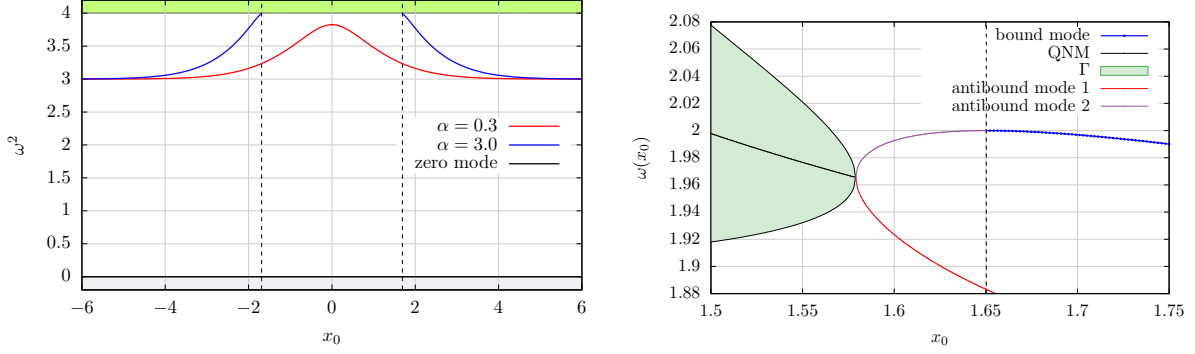 4
3.5
3
2.5
2
1.5
1
0.5
0
ω²
−6
−4
−2
0
2
4
6
x₀
α = 0.3
α = 3.0
zero mode
2.08
2.06
2.04
2.02
2
1.98
1.96
1.94
1.92
1.9
1.88
ω(x₀)
1.5
1.55
1.6
1.65
1.7
1.75
x₀
bound mode
QNM
Γ
antibound mode 1
antibound mode 2